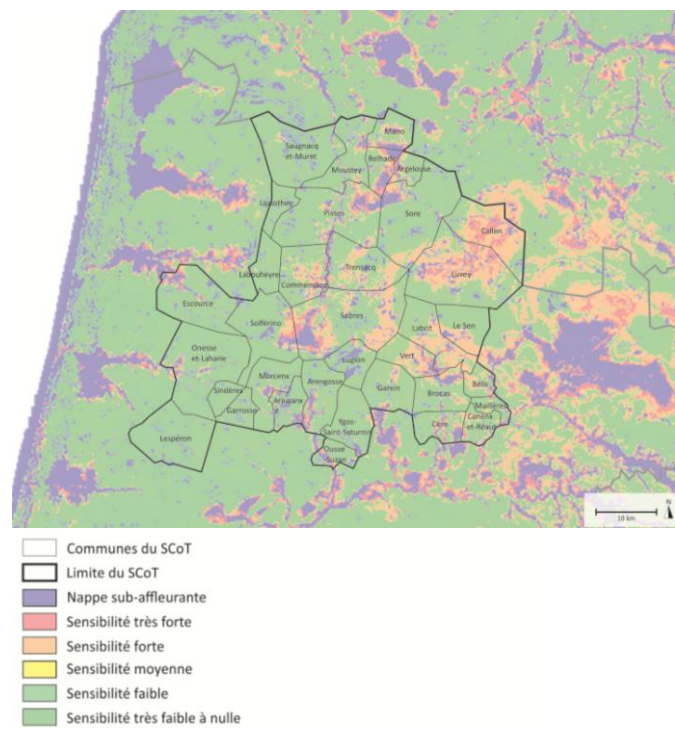 Mano
Saugnacq
et-Muret
Belhade
Moustey
Argelouse
Liposthey
Pissos
Sore
Callen
Trensacq
Luxey
Labouheyre
Commensacq
Escource
Solférino
Sabres
Labrit
Le Sen
Onesse
et-Laharie
Luglon
Vert
Morcenx
Arengosse
Garein
Bélis
Sindères
Arjuzanx
Brocas
Maillères
Garrosse
Canenx
et-Réaut
Ygos-
Saint-Saturnin
Cère
Lesperon
Ousse
Suzan
N
10 km
Communes du SCoT
Limite du SCoT
Nappe sub-affleurante
Sensibilité très forte
Sensibilité forte
Sensibilité moyenne
Sensibilité faible
Sensibilité très faible à nulle